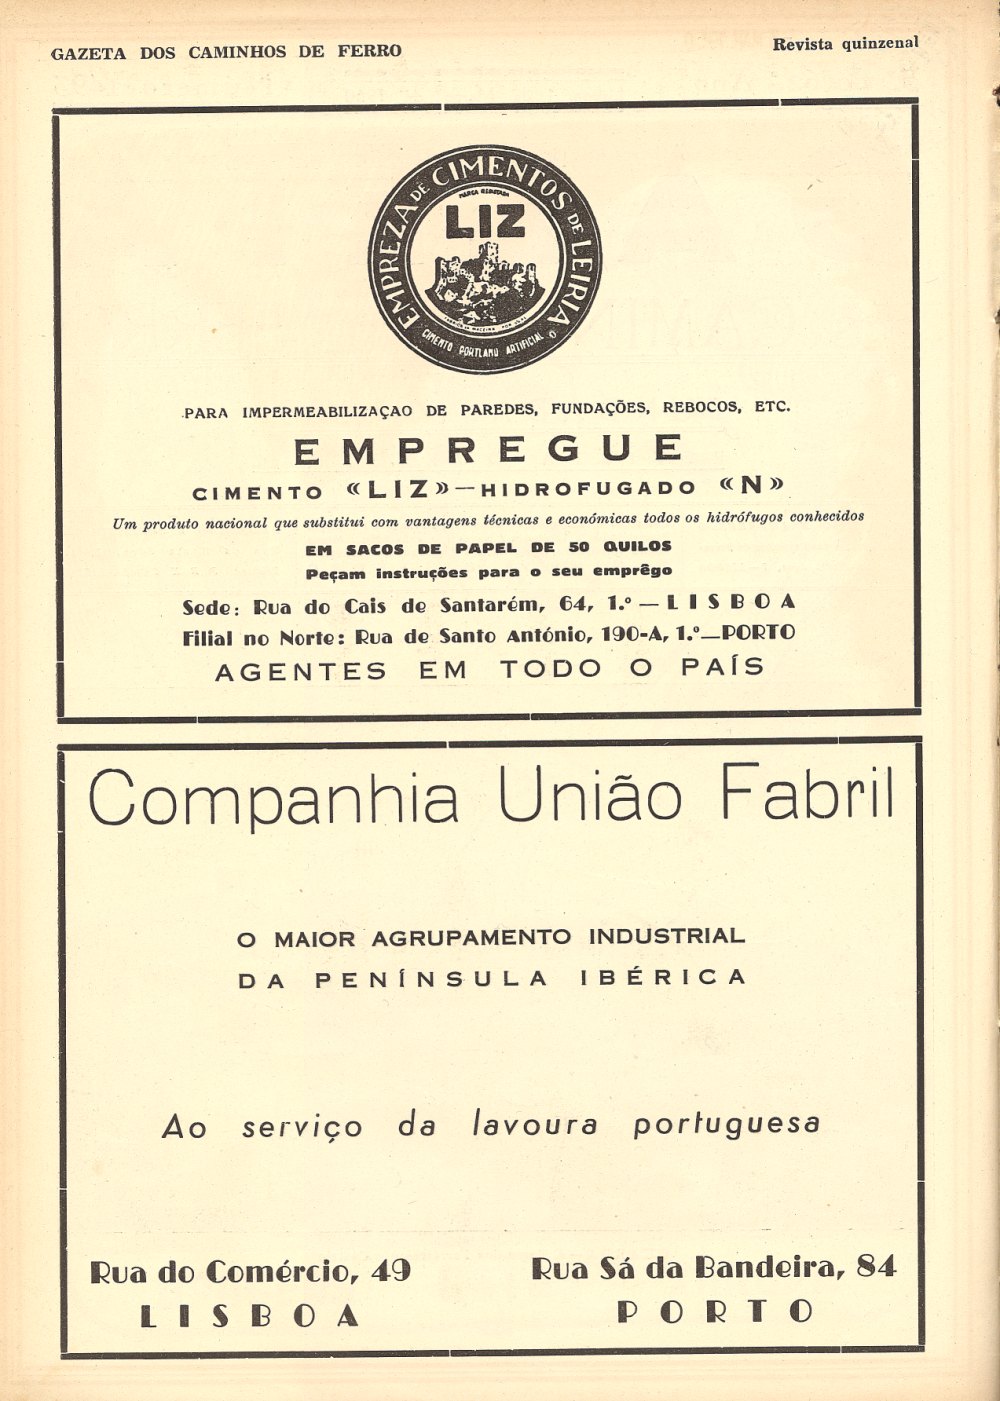 GAZETA DOS CAMINHOS DE FERRO
Revista quinzenal
EMPREZA DE CIMENTOS DE LEIRIA
MARCA REGISTADA
LIZ
CIMENTO PORTLAND ARTIFICIAL
PARA IMPERMEABILIZAÇAO DE PAREDES, FUNDAÇÕES, REBOCOS, ETC.
EMPREGUE
CIMENTO «LIZ»—HIDROFUGADO «N»
Um produto nacional que substitui com vantagens técnicas e económicas todos os hidrófugos conhecidos
EM SACOS DE PAPEL DE 50 QUILOS
Peçam instruções para o seu emprêgo
Sede: Rua do Cais de Santarém, 64, 1.º — LISBOA
Filial no Norte: Rua de Santo António, 190-A, 1.º—PORTO
AGENTES EM TODO O PAÍS
Companhia União Fabril
O MAIOR AGRUPAMENTO INDUSTRIAL
DA PENÍNSULA IBÉRICA
Ao serviço da lavoura portuguesa
Rua do Comércio, 49
LISBOA
Rua Sá da Bandeira, 84
PORTO